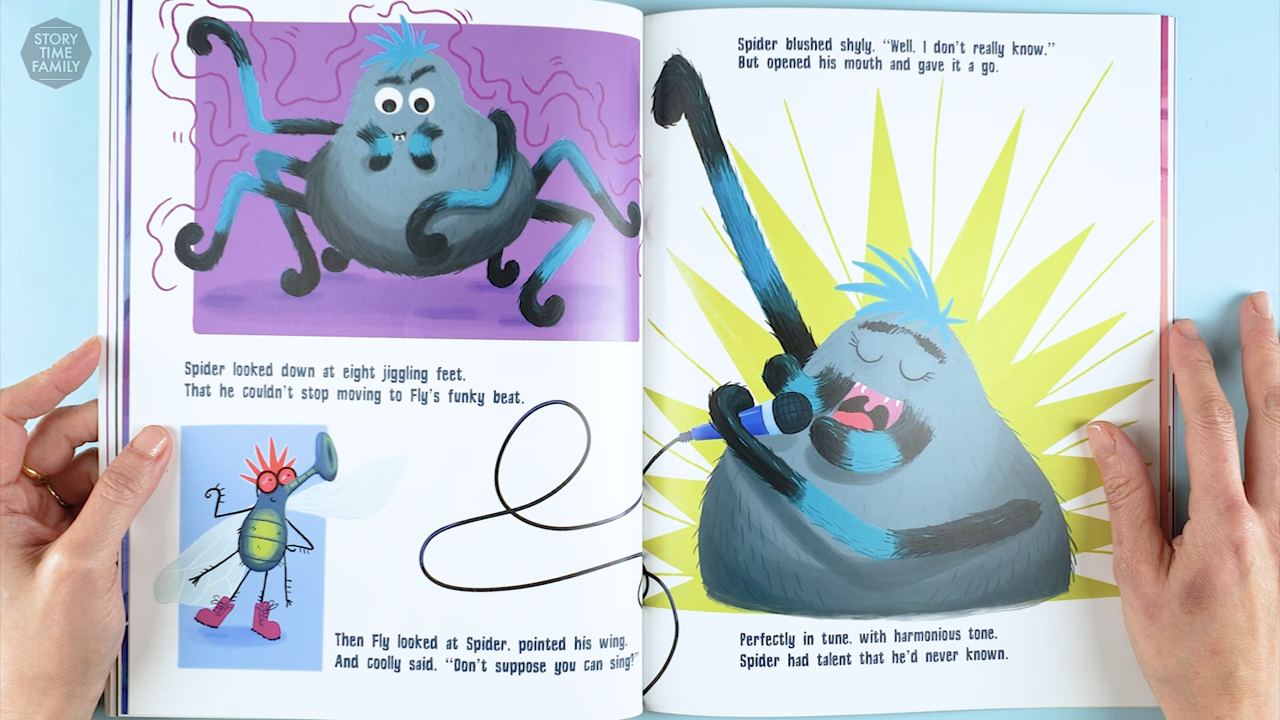 STORY
TIME
FAMILY
Spider looked down at eight jiggling feet.
That he couldn't stop moving to Fly's funky beat.
Then Fly looked at Spider, pointed his wing.
And coolly said, "Don't suppose you can sing?"
Spider blushed shyly. "Well, I don't really know."
But opened his mouth and gave it a go.
Perfectly in tune, with harmonious tone.
Spider had talent that he'd never known.